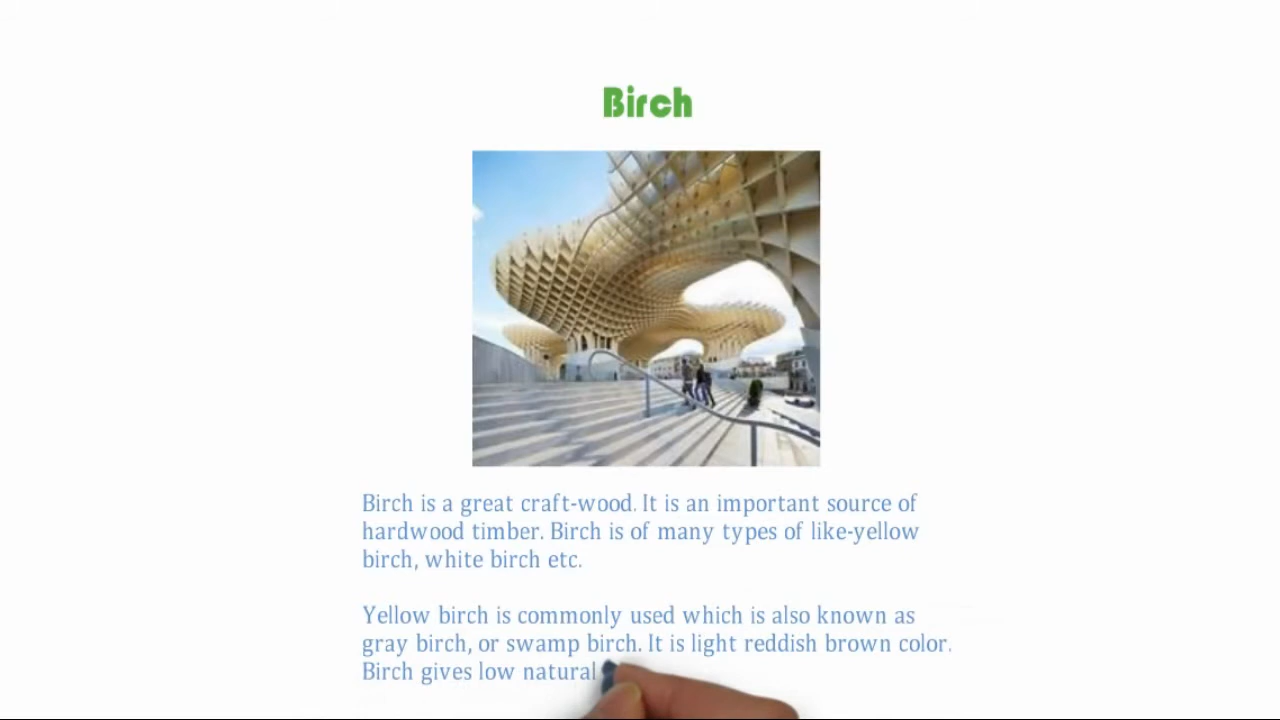 Birch
Birch is a great craft-wood. It is an important source of
hardwood timber. Birch is of many types of like-yellow
birch, white birch etc.
Yellow birch is commonly used which is also known as
gray birch, or swamp birch. It is light reddish brown color.
Birch gives low natural